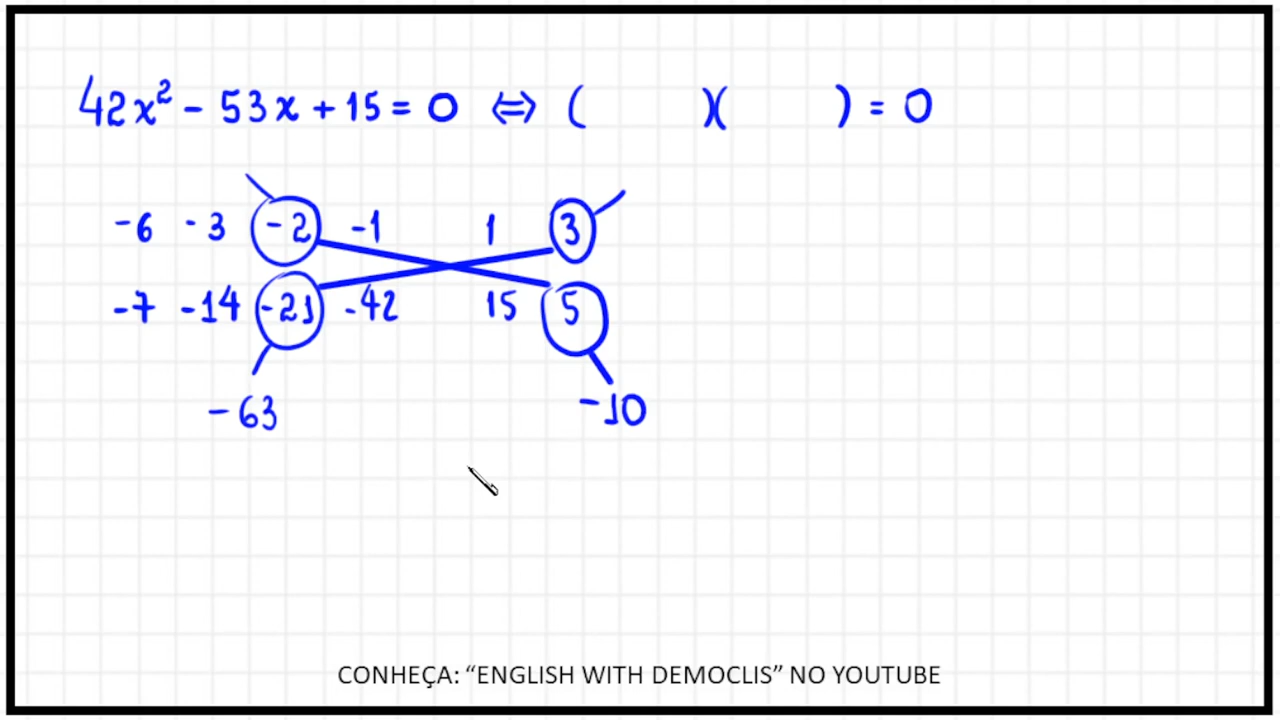 42x² - 53x + 15 = 0 ⇔ ( )( ) = 0
-6 -3 -2 -1 1 3
-7 -14 -21 -42 15 5
-63 -10
CONHEÇA: “ENGLISH WITH DEMOCLIS” NO YOUTUBE